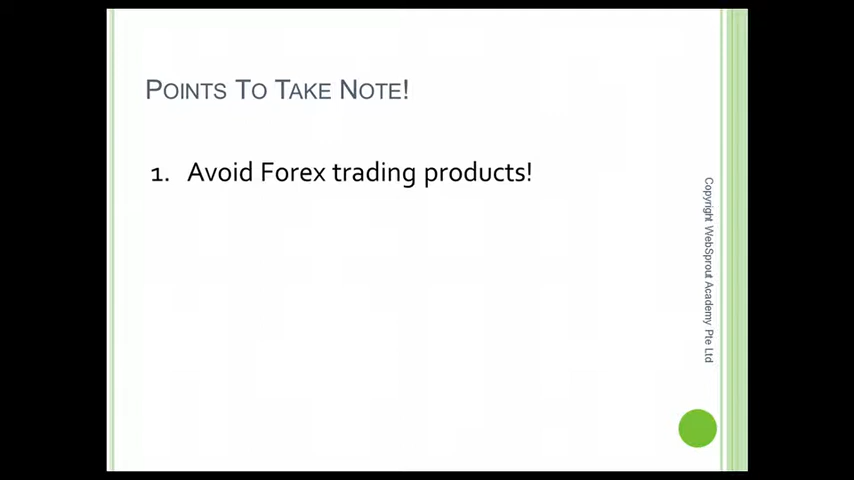 POINTS TO TAKE NOTE!
1. Avoid Forex trading products!
Copyright WebSprout Academy Pte Ltd